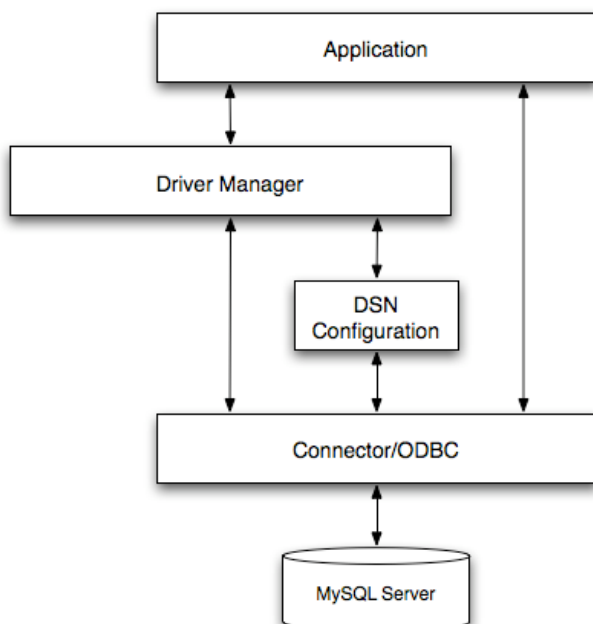 Application
Driver Manager
DSN
Configuration
Connector/ODBC
MySQL Server